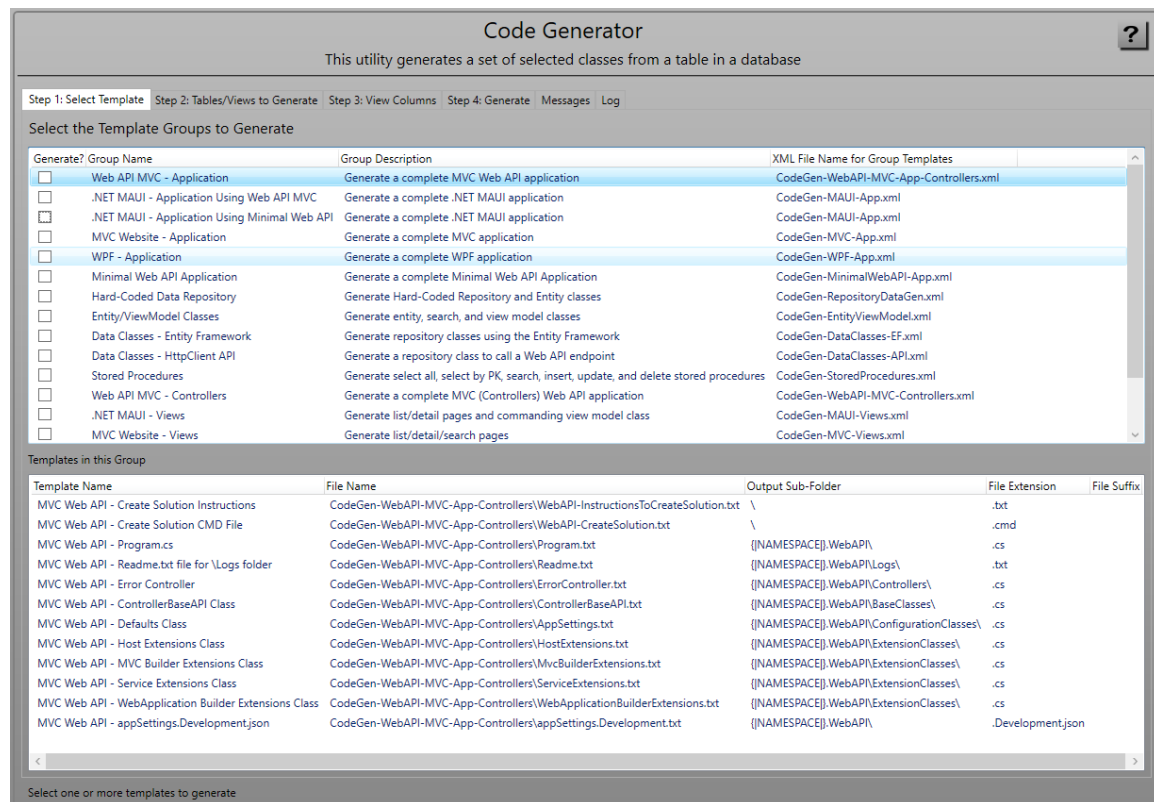 Code Generator
?
This utility generates a set of selected classes from a table in a database
Step 1: Select Template Step 2: Tables/Views to Generate Step 3: View Columns Step 4: Generate Messages Log
Select the Template Groups to Generate
Generate? Group Name Group Description XML File Name for Group Templates
Web API MVC - Application Generate a complete MVC Web API application CodeGen-WebAPI-MVC-App-Controllers.xml
.NET MAUI - Application Using Web API MVC Generate a complete .NET MAUI application CodeGen-MAUI-App.xml
.NET MAUI - Application Using Minimal Web API Generate a complete .NET MAUI application CodeGen-MAUI-App.xml
MVC Website - Application Generate a complete MVC application CodeGen-MVC-App.xml
WPF - Application Generate a complete WPF application CodeGen-WPF-App.xml
Minimal Web API Application Generate a complete Minimal Web API Application CodeGen-MinimalWebAPI-App.xml
Hard-Coded Data Repository Generate Hard-Coded Repository and Entity classes CodeGen-RepositoryDataGen.xml
Entity/ViewModel Classes Generate entity, search, and view model classes CodeGen-EntityViewModel.xml
Data Classes - Entity Framework Generate repository classes using the Entity Framework CodeGen-DataClasses-EF.xml
Data Classes - HttpClient API Generate a repository class to call a Web API endpoint CodeGen-DataClasses-API.xml
Stored Procedures Generate select all, select by PK, search, insert, update, and delete stored procedures CodeGen-StoredProcedures.xml
Web API MVC - Controllers Generate a complete MVC (Controllers) Web API application CodeGen-WebAPI-MVC-Controllers.xml
.NET MAUI - Views Generate list/detail pages and commanding view model class CodeGen-MAUI-Views.xml
MVC Website - Views Generate list/detail/search pages CodeGen-MVC-Views.xml
Templates in this Group
Template Name File Name Output Sub-Folder File Extension File Suffix
MVC Web API - Create Solution Instructions CodeGen-WebAPI-MVC-App-Controllers\WebAPI-InstructionsToCreateSolution.txt \ .txt
MVC Web API - Create Solution CMD File CodeGen-WebAPI-MVC-App-Controllers\WebAPI-CreateSolution.txt \ .cmd
MVC Web API - Program.cs CodeGen-WebAPI-MVC-App-Controllers\Program.txt {|NAMESPACE|}.WebAPI\ .cs
MVC Web API - Readme.txt file for \Logs folder CodeGen-WebAPI-MVC-App-Controllers\Readme.txt {|NAMESPACE|}.WebAPI\Logs\ .txt
MVC Web API - Error Controller CodeGen-WebAPI-MVC-App-Controllers\ErrorController.txt {|NAMESPACE|}.WebAPI\Controllers\ .cs
MVC Web API - ControllerBaseAPI Class CodeGen-WebAPI-MVC-App-Controllers\ControllerBaseAPI.txt {|NAMESPACE|}.WebAPI\BaseClasses\ .cs
MVC Web API - Defaults Class CodeGen-WebAPI-MVC-App-Controllers\AppSettings.txt {|NAMESPACE|}.WebAPI\ConfigurationClasses\ .cs
MVC Web API - Host Extensions Class CodeGen-WebAPI-MVC-App-Controllers\HostExtensions.txt {|NAMESPACE|}.WebAPI\ExtensionClasses\ .cs
MVC Web API - MVC Builder Extensions Class CodeGen-WebAPI-MVC-App-Controllers\MvcBuilderExtensions.txt {|NAMESPACE|}.WebAPI\ExtensionClasses\ .cs
MVC Web API - Service Extensions Class CodeGen-WebAPI-MVC-App-Controllers\ServiceExtensions.txt {|NAMESPACE|}.WebAPI\ExtensionClasses\ .cs
MVC Web API - WebApplication Builder Extensions Class CodeGen-WebAPI-MVC-App-Controllers\WebApplicationBuilderExtensions.txt {|NAMESPACE|}.WebAPI\ExtensionClasses\ .cs
MVC Web API - appSettings.Development.json CodeGen-WebAPI-MVC-App-Controllers\appSettings.Development.txt {|NAMESPACE|}.WebAPI\ .Development.json
Select one or more templates to generate